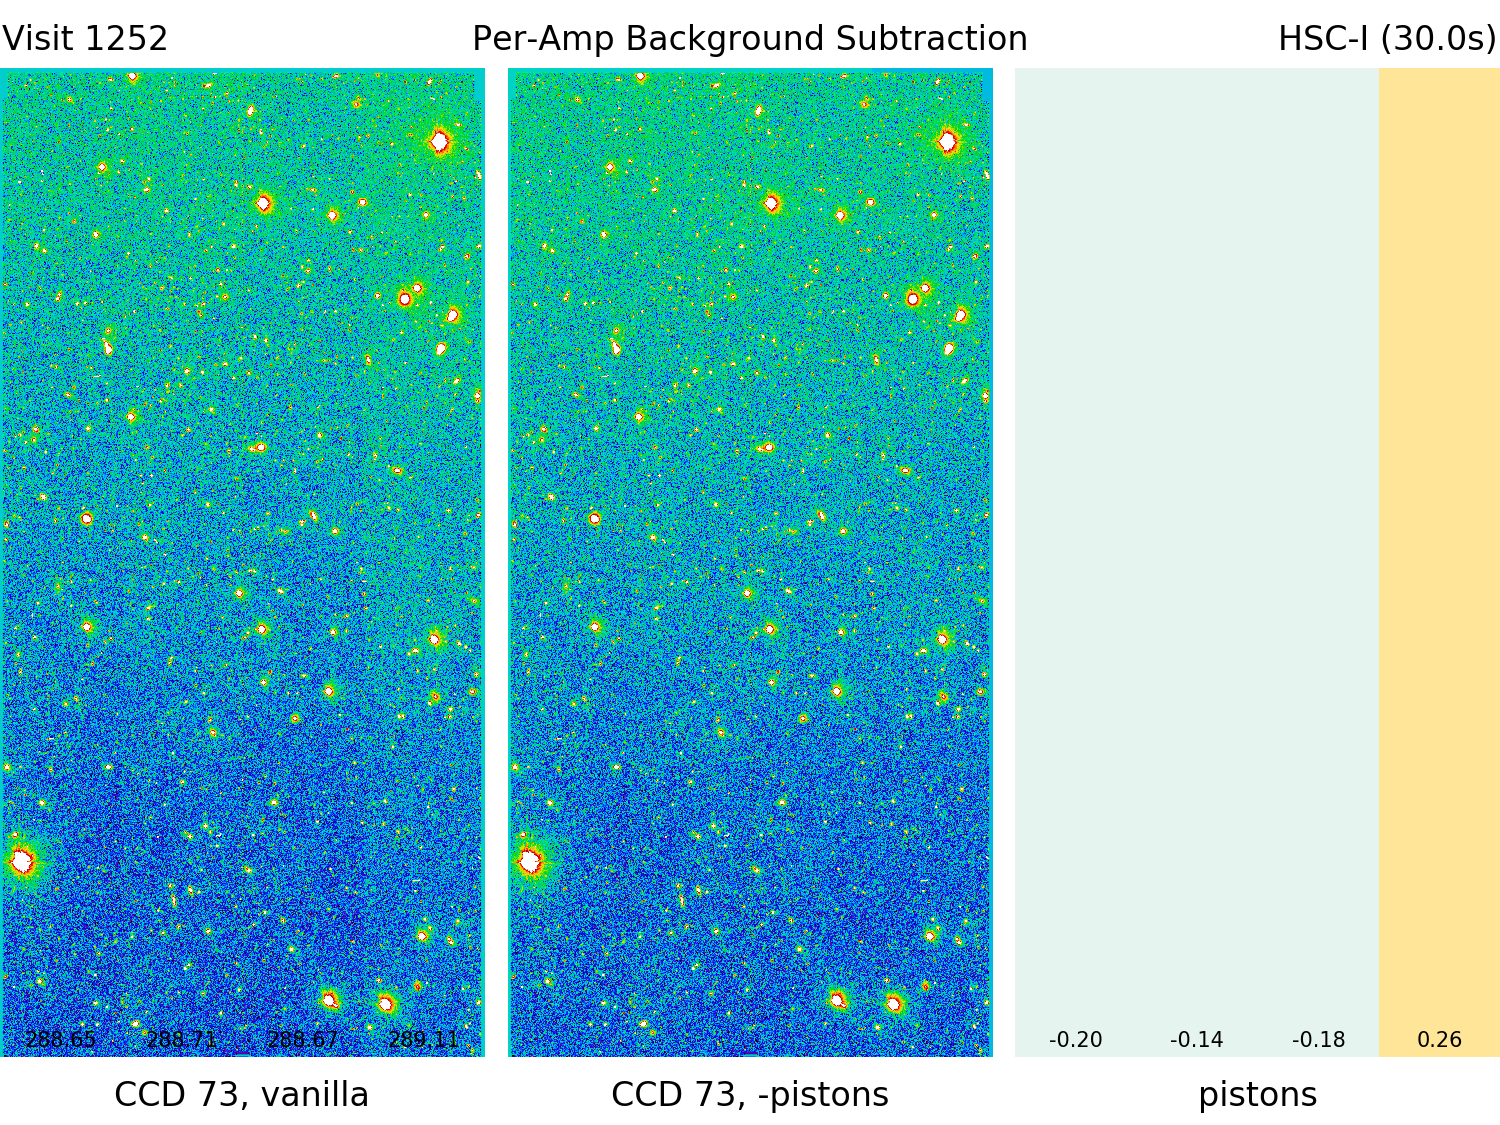 Visit 1252 Per-Amp Background Subtraction HSC-I (30.0s)
288.65 288.71 288.67 289.11 -0.20 -0.14 -0.18 0.26
CCD 73, vanilla CCD 73, -pistons pistons